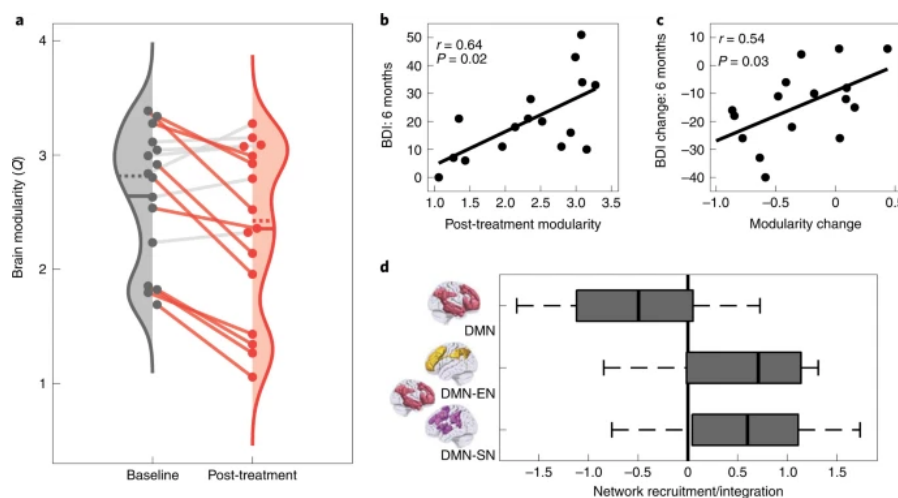 a
4
3
2
1
Brain modularity (Q)
Baseline
Post-treatment
b
r = 0.64
P = 0.02
50
40
30
20
10
0
BDI: 6 months
1.0
1.5
2.0
2.5
3.0
3.5
Post-treatment modularity
c
r = 0.54
P = 0.03
10
0
−10
−20
−30
−40
BDI change: 6 months
−1.0
−0.5
0
0.5
Modularity change
d
DMN
DMN-EN
DMN-SN
−1.5
−1.0
−0.5
0
0.5
1.0
1.5
Network recruitment/integration